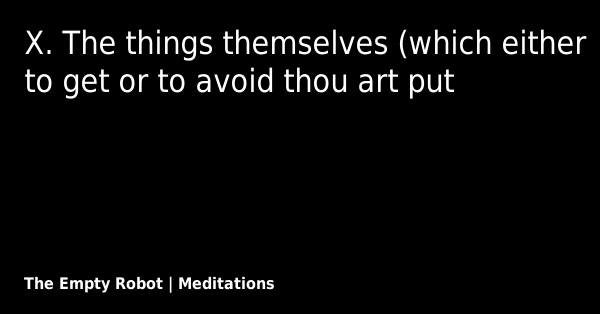 X. The things themselves (which either
to get or to avoid thou art put
The Empty Robot | Meditations